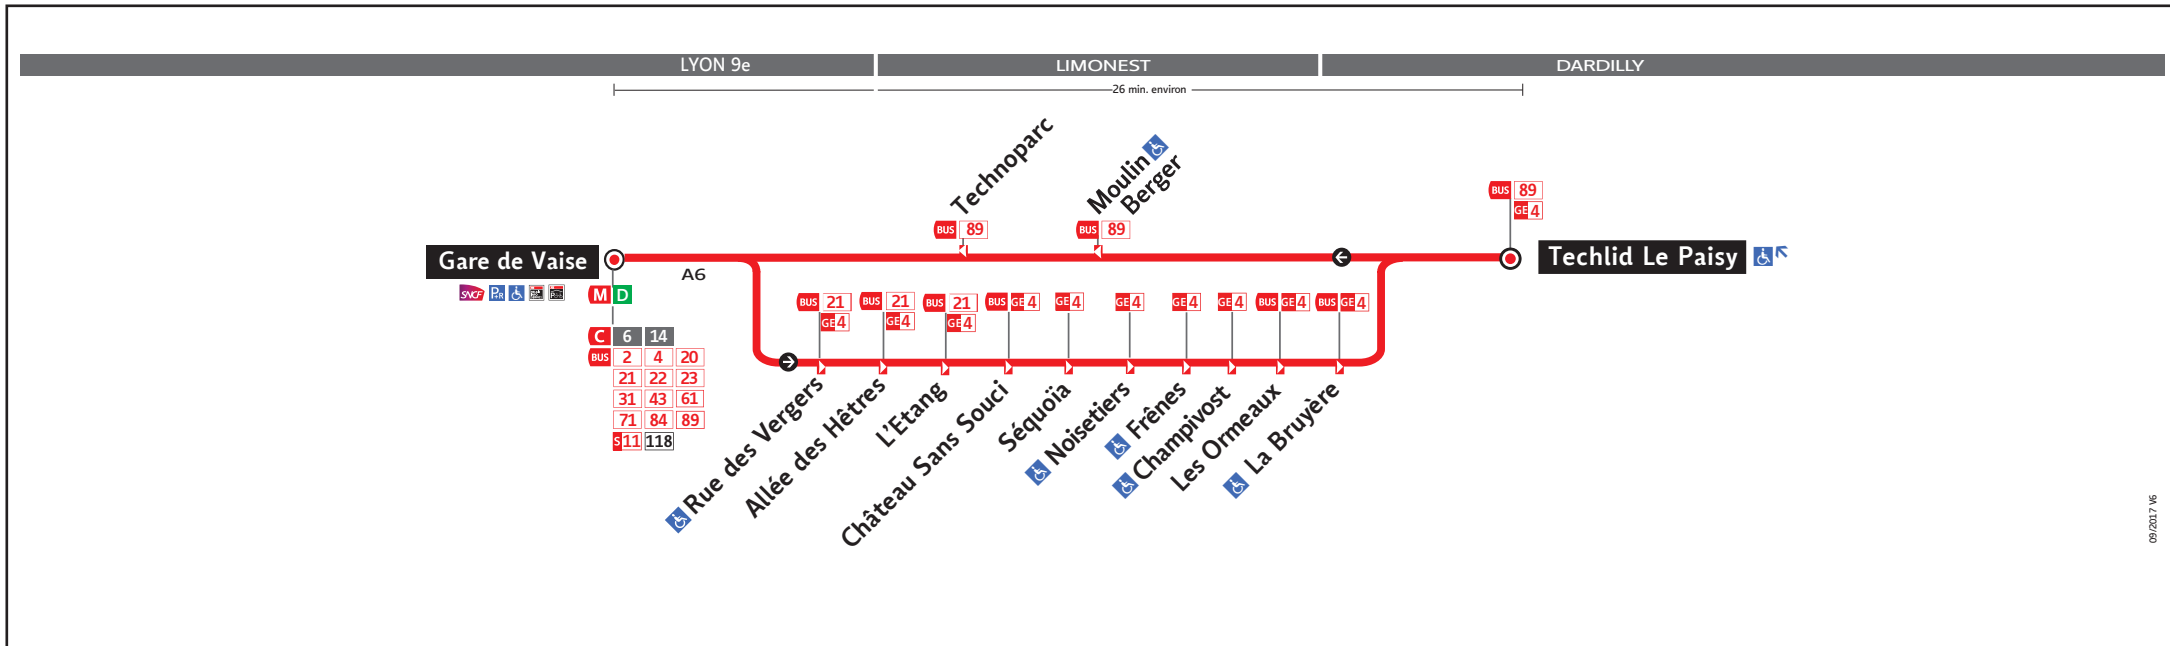 LYON 9e
LIMONEST
DARDILLY
26 min. environ
Technoparc
BUS 89
Moulin
Berger
BUS 89
BUS 89
GE 4
Gare de Vaise
Techlid Le Paisy
A6
SNCF P+R
M D
C 6 14
BUS 2 4 20
21 22 23
31 43 61
71 84 89
S 11 118
BUS 21
GE 4
BUS 21
GE 4
BUS 21
GE 4
BUS GE 4
GE 4
GE 4
GE 4
GE 4
BUS GE 4
BUS GE 4
Rue des Vergers
Allée des Hêtres
L'Etang
Château Sans Souci
Séquoïa
Noisetiers
Frênes
Champivost
Les Ormeaux
La Bruyère
09/2017 V6